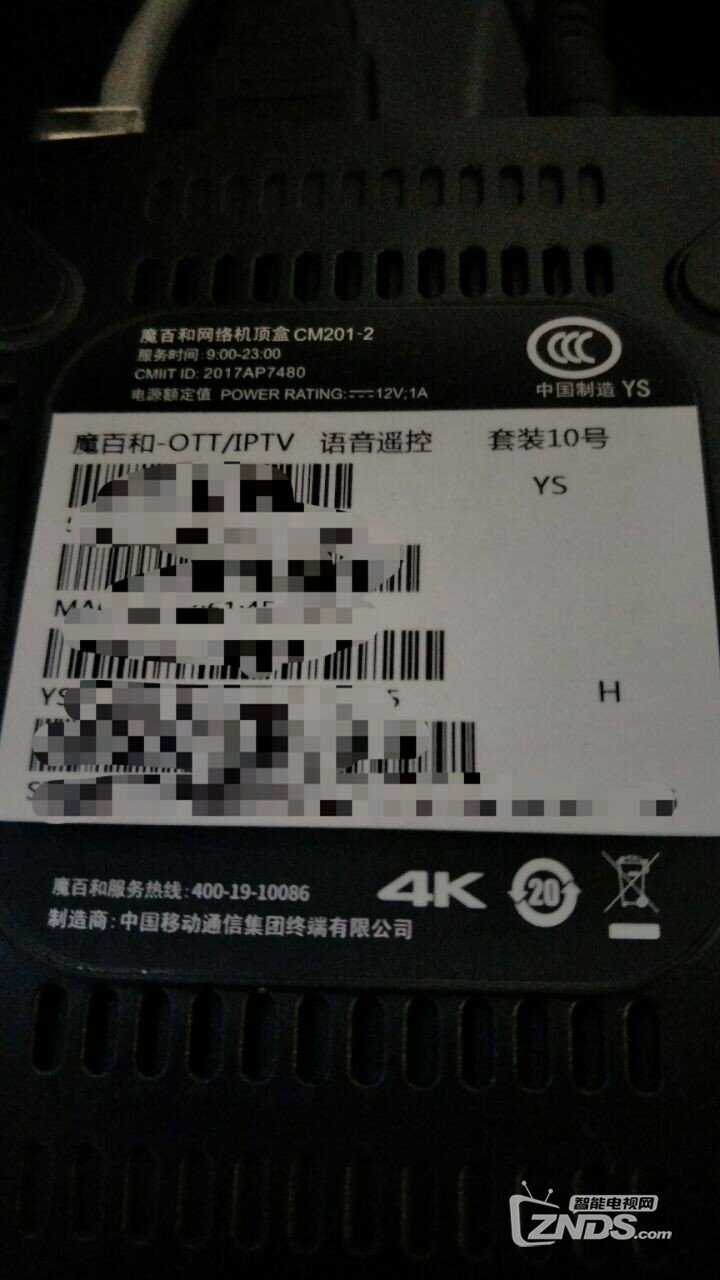 魔百和网络机顶盒 CM201-2
服务时间:9:00-23:00
CMIIT ID: 2017AP7480
电源额定值 POWER RATING: 12V;1A
中国制造 YS
魔百和-OTT/IPTV 语音遥控 套装10号
YS
YS
H
魔百和服务热线:400-19-10086
制造商:中国移动通信集团终端有限公司
4K
20
智能电视网
ZNDS.com